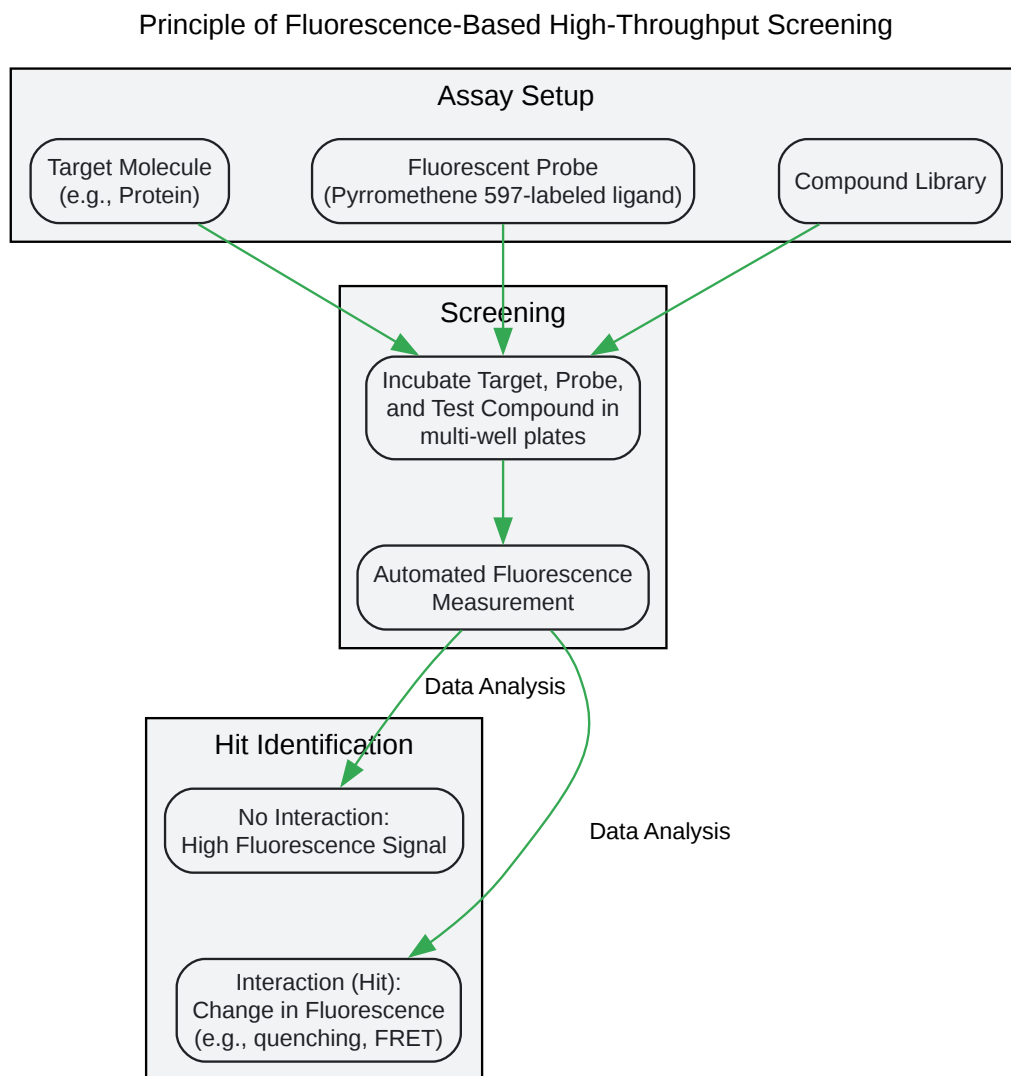 Principle of Fluorescence-Based High-Throughput Screening
Assay Setup
Target Molecule
(e.g., Protein)
Fluorescent Probe
(Pyrromethene 597-labeled ligand)
Compound Library
Screening
Incubate Target, Probe,
and Test Compound in
multi-well plates
Automated Fluorescence
Measurement
Data Analysis
Hit Identification
No Interaction:
High Fluorescence Signal
Data Analysis
Interaction (Hit):
Change in Fluorescence
(e.g., quenching, FRET)